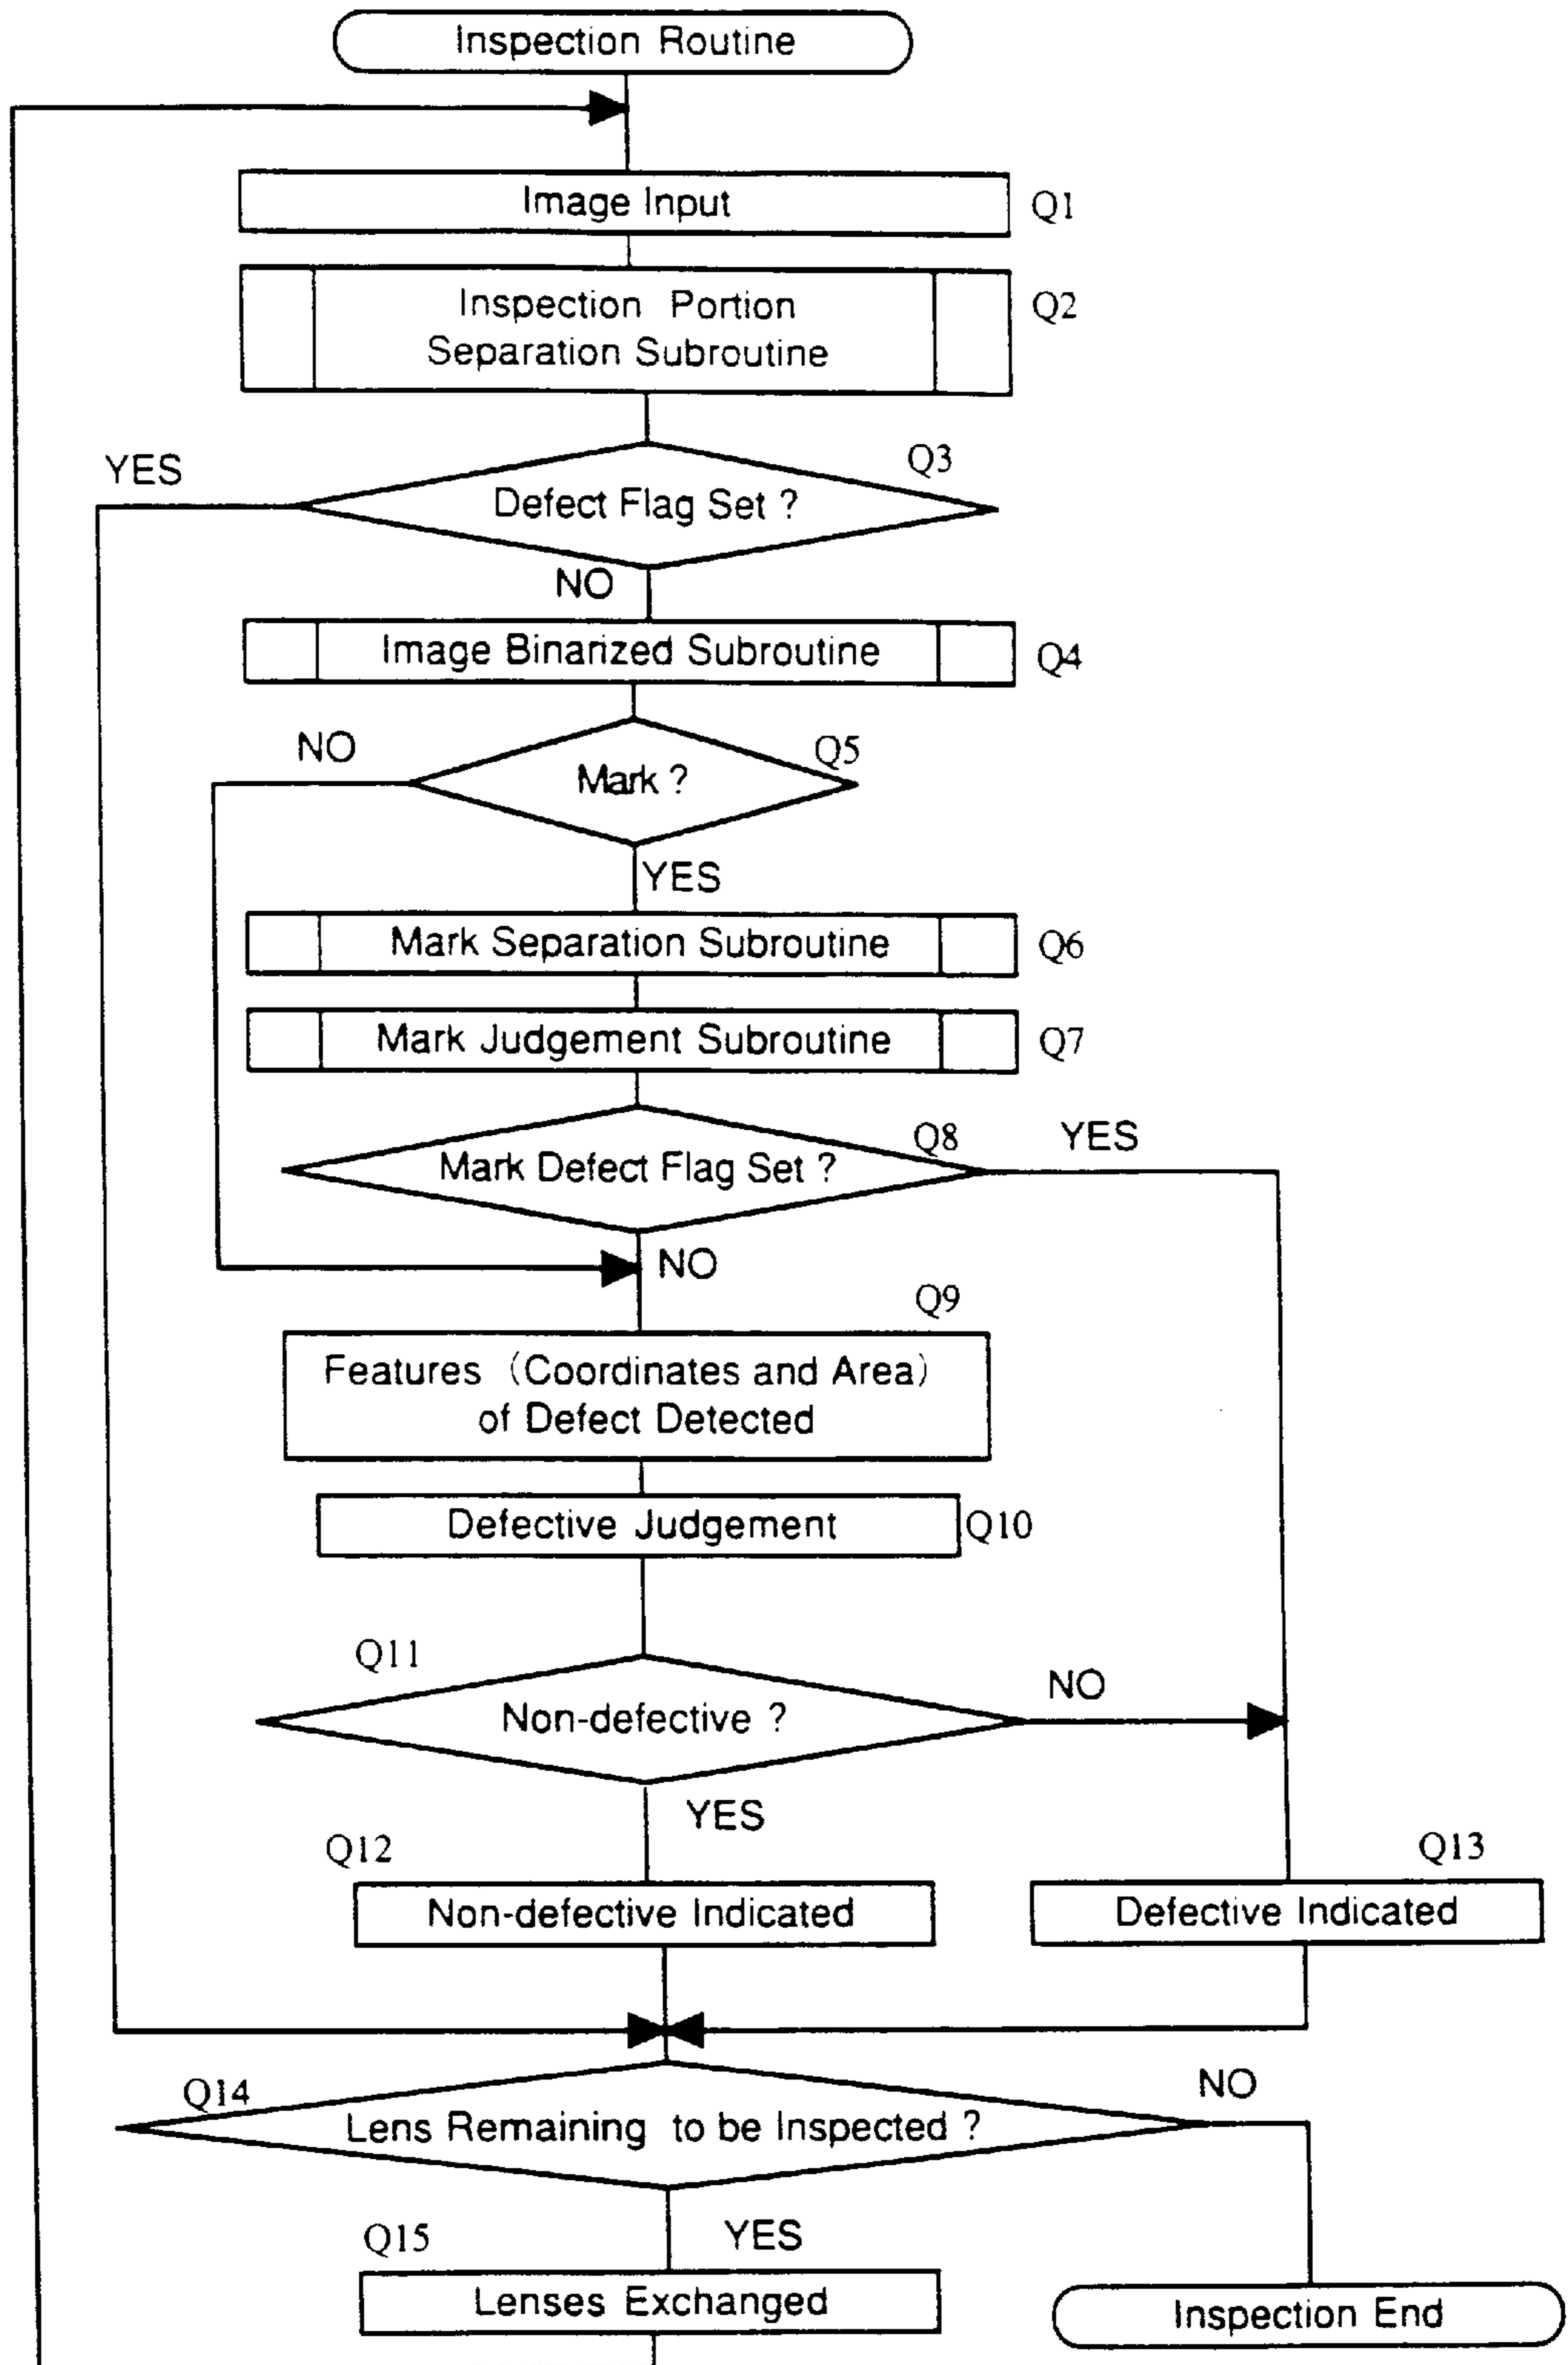 Inspection Routine
Image Input
Q1
Inspection Portion
Separation Subroutine
Q2
YES
Q3
Defect Flag Set ?
NO
Image Binarized Subroutine
Q4
NO
Q5
Mark ?
YES
Mark Separation Subroutine
Q6
Mark Judgement Subroutine
Q7
Q8
YES
Mark Defect Flag Set ?
NO
Q9
Features (Coordinates and Area)
of Defect Detected
Defective Judgement
Q10
Q11
NO
Non-defective ?
YES
Q12
Q13
Non-defective Indicated
Defective Indicated
Q14
NO
Lens Remaining to be Inspected ?
Q15
YES
Lenses Exchanged
Inspection End